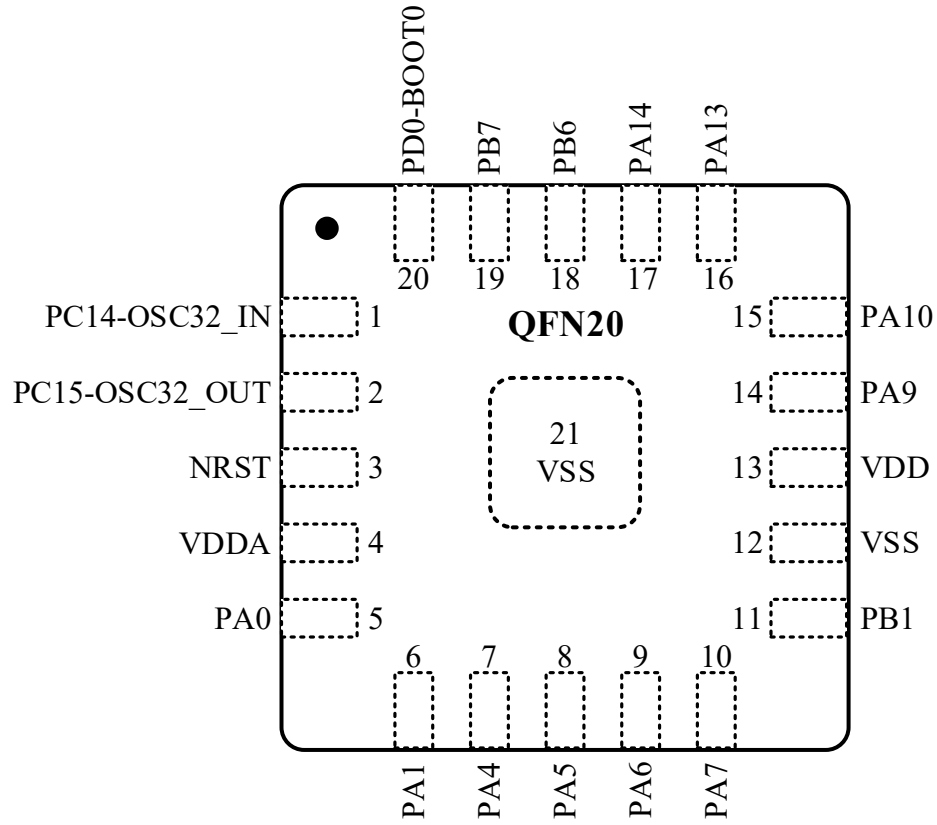 PD0-BOOT0
PB7
PB6
PA14
PA13
20
19
18
17
16
PC14-OSC32_IN
1
QFN20
15
PA10
PC15-OSC32_OUT
2
14
PA9
21
VSS
NRST
3
13
VDD
VDDA
4
12
VSS
PA0
5
11
PB1
6
7
8
9
10
PA1
PA4
PA5
PA6
PA7